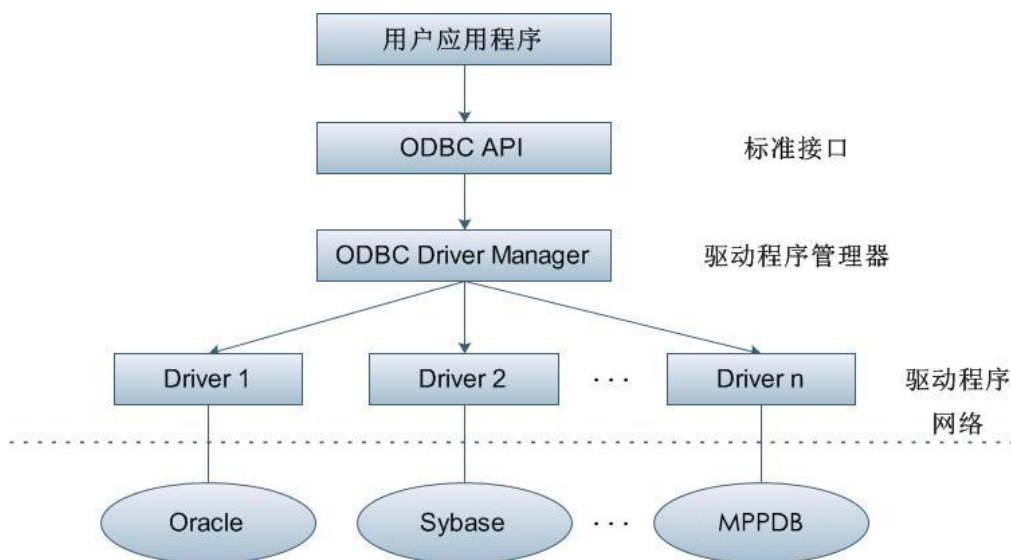 用户应用程序
ODBC API
标准接口
ODBC Driver Manager
驱动程序管理器
Driver 1
Driver 2
...
Driver n
驱动程序
网络
Oracle
Sybase
...
MPPDB